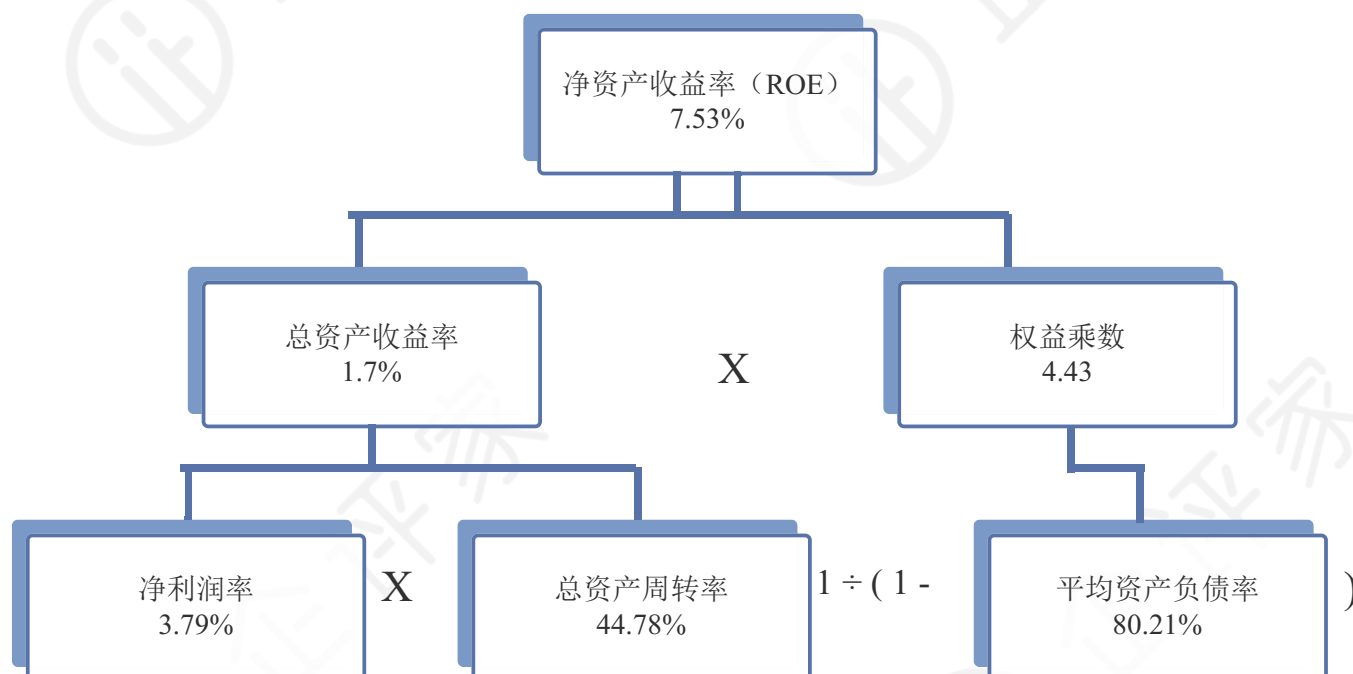 净资产收益率（ROE）
7.53%
总资产收益率
1.7%
X
权益乘数
4.43
净利润率
3.79%
X
总资产周转率
44.78%
1 ÷ ( 1 -
平均资产负债率
80.21%
)